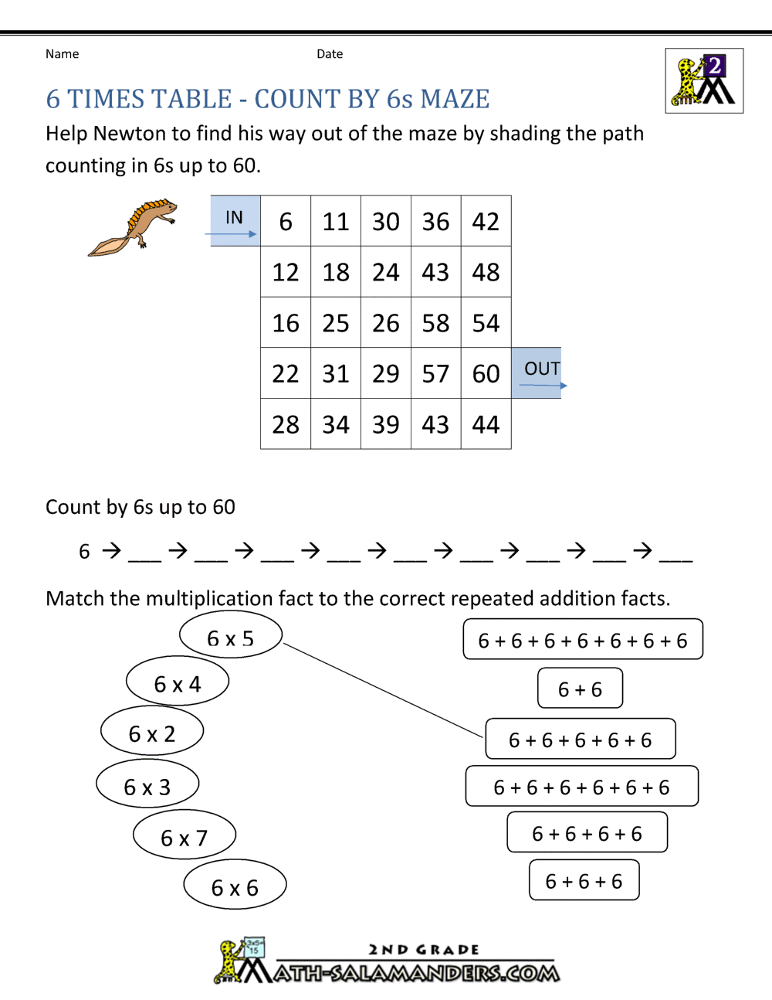 Name Date
2
6 TIMES TABLE - COUNT BY 6s MAZE
Help Newton to find his way out of the maze by shading the path
counting in 6s up to 60.
IN 6 11 30 36 42
12 18 24 43 48
16 25 26 58 54
22 31 29 57 60 OUT
28 34 39 43 44
Count by 6s up to 60
6 → ___ → ___ → ___ → ___ → ___ → ___ → ___ → ___ → ___
Match the multiplication fact to the correct repeated addition facts.
6 x 5 6 + 6 + 6 + 6 + 6 + 6 + 6
6 x 4 6 + 6
6 x 2 6 + 6 + 6 + 6 + 6
6 x 3 6 + 6 + 6 + 6 + 6 + 6
6 x 7 6 + 6 + 6 + 6
6 x 6 6 + 6 + 6
3x5=
15
2ND GRADE
MATH-SALAMANDERS.COM